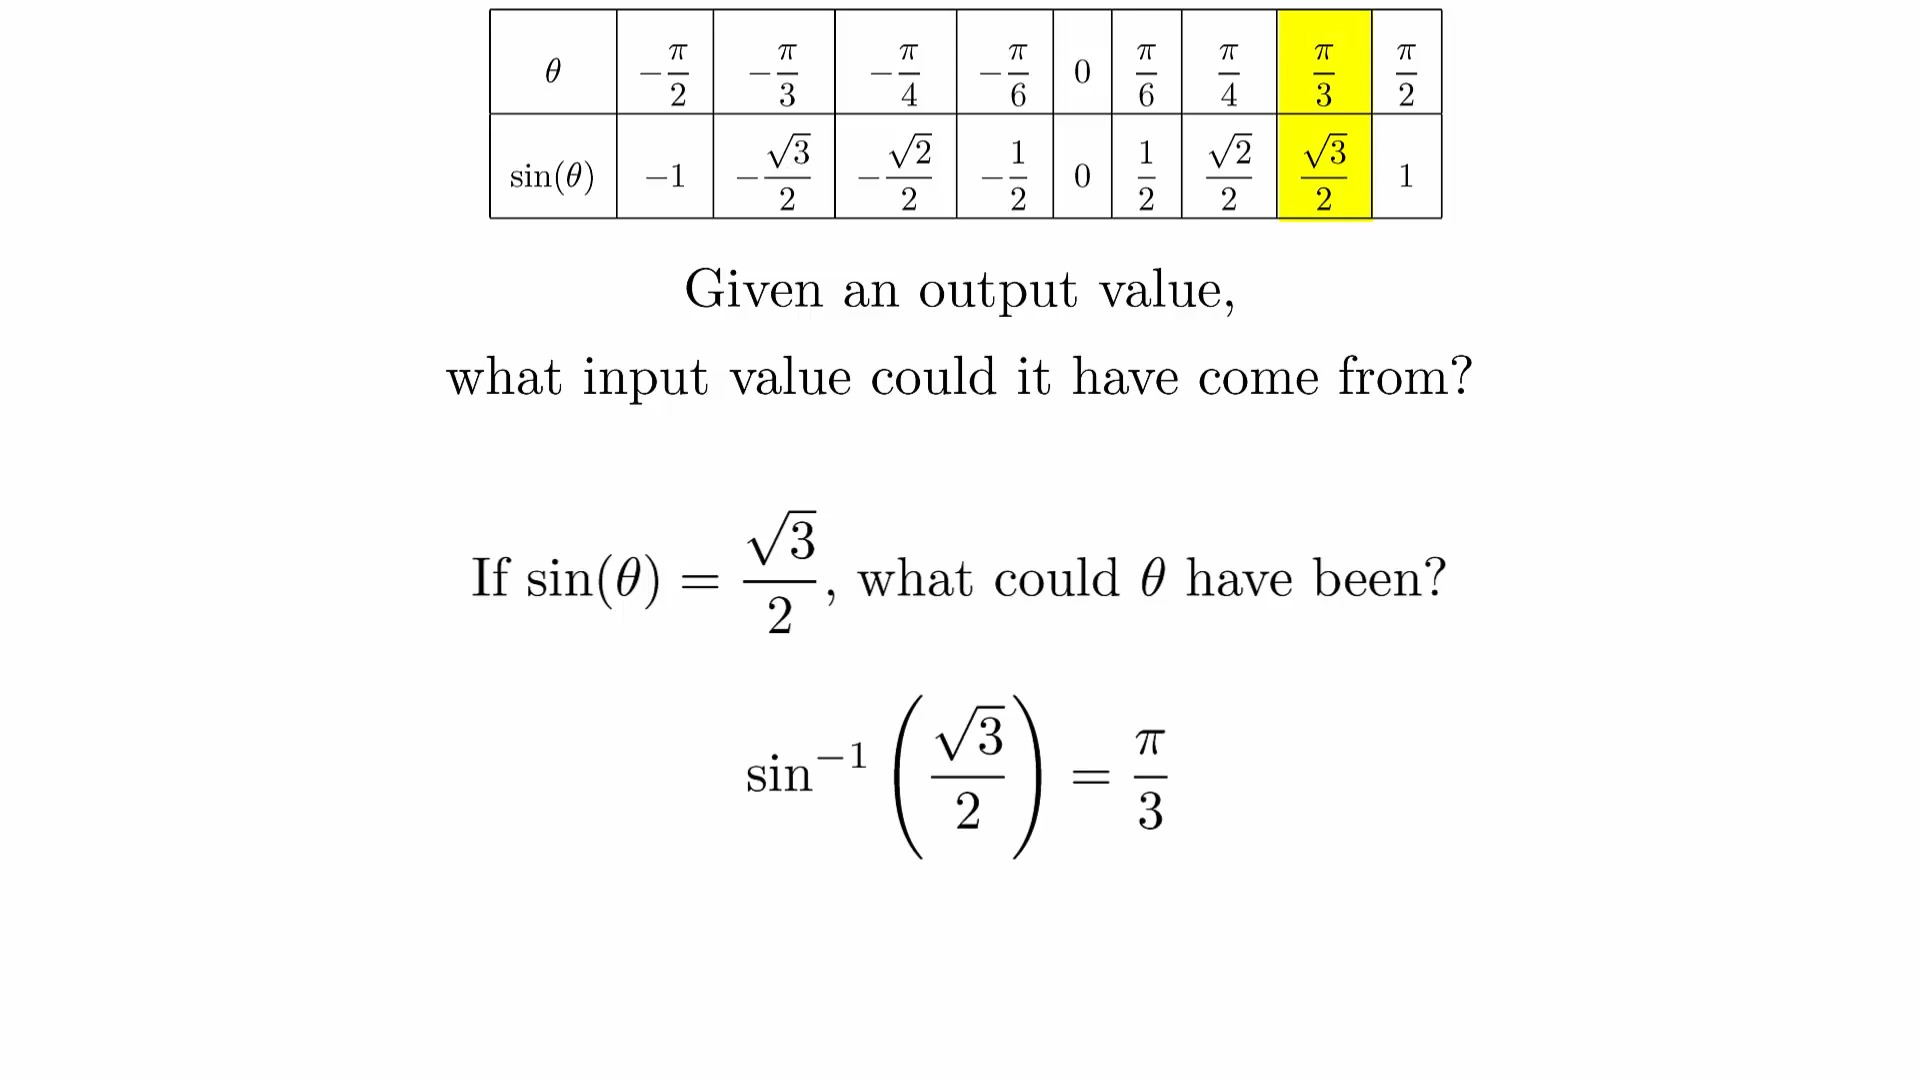 θ | −π/2 | −π/3 | −π/4 | −π/6 | 0 | π/6 | π/4 | π/3 | π/2
sin(θ) | −1 | −√3/2 | −√2/2 | −1/2 | 0 | 1/2 | √2/2 | √3/2 | 1
Given an output value,
what input value could it have come from?
If sin(θ) = √3/2, what could θ have been?
sin⁻¹(√3/2) = π/3